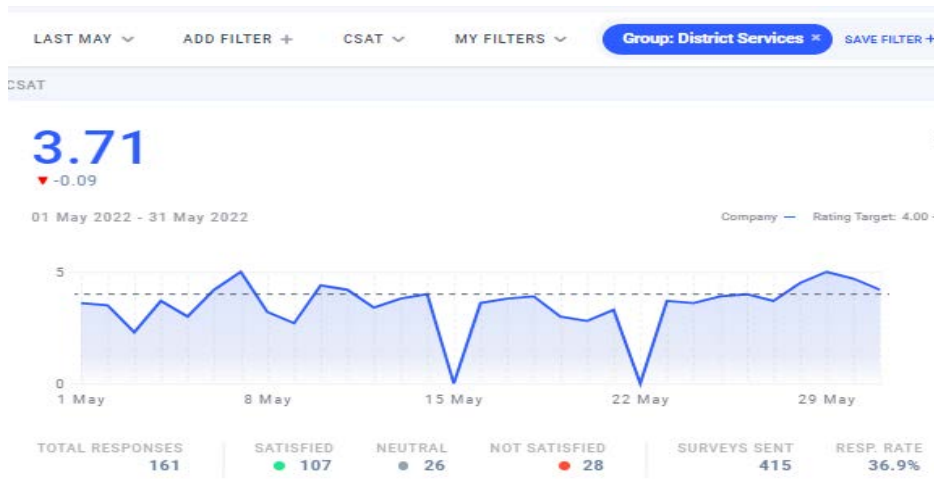 LAST MAY ADD FILTER + CSAT MY FILTERS Group: District Services × SAVE FILTER +
CSAT
3.71
▼ -0.09
01 May 2022 - 31 May 2022 Company — Rating Target: 4.00 -
5
0
1 May 8 May 15 May 22 May 29 May
TOTAL RESPONSES SATISFIED NEUTRAL NOT SATISFIED SURVEYS SENT RESP. RATE
161 107 26 28 415 36.9%